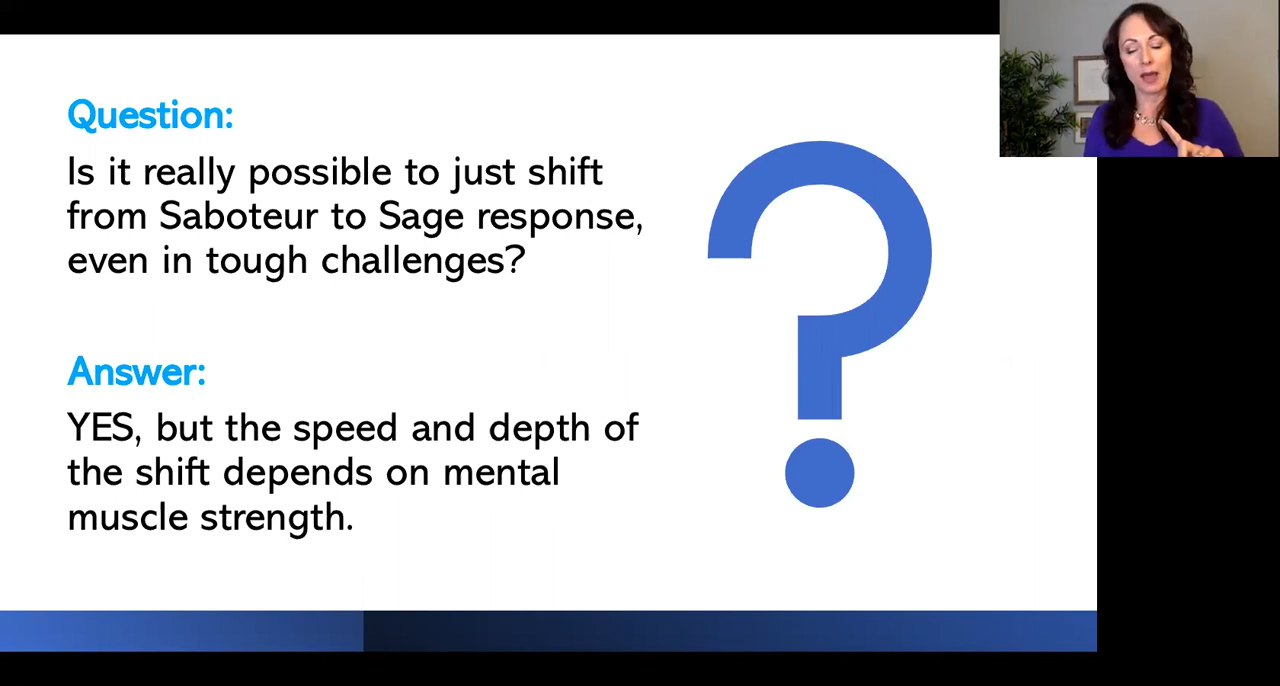 Question:
Is it really possible to just shift
from Saboteur to Sage response,
even in tough challenges?
Answer:
YES, but the speed and depth of
the shift depends on mental
muscle strength.